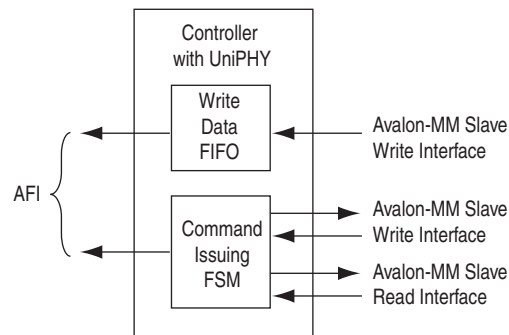 Controller
with UniPHY
Write
Data
FIFO
Avalon-MM Slave
Write Interface
AFI
Command
Issuing
FSM
Avalon-MM Slave
Write Interface
Avalon-MM Slave
Read Interface